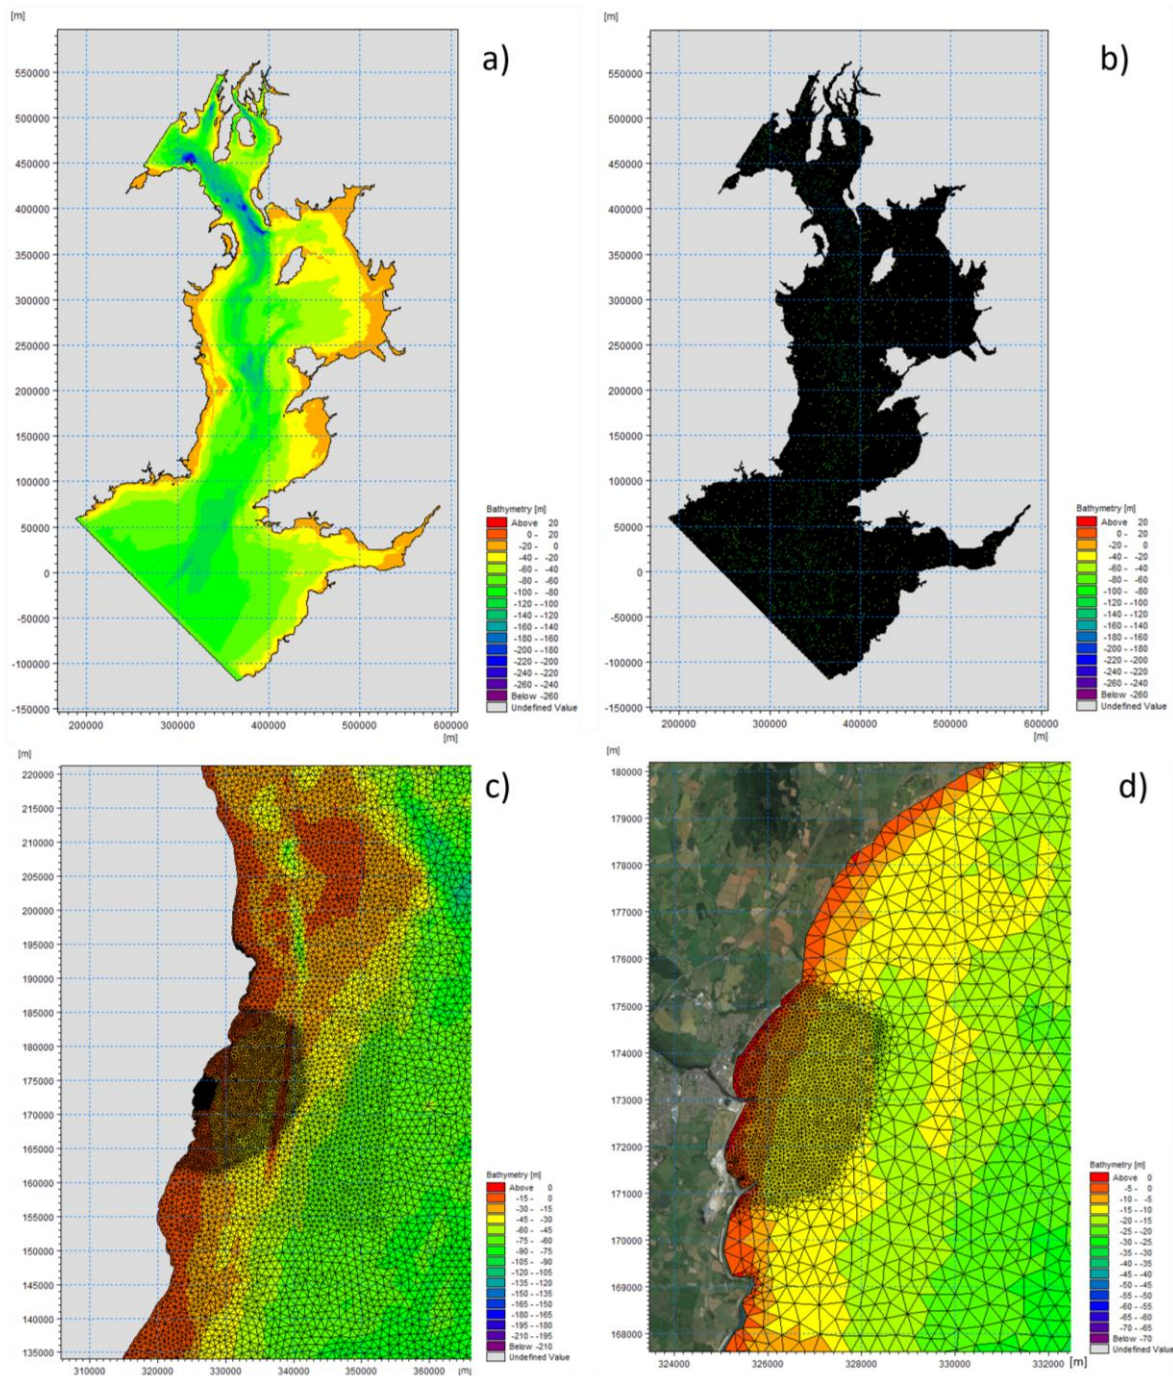 [m]
a)
550000
500000
450000
400000
350000
300000
250000
200000
150000
100000
50000
0
-50000
-100000
-150000
200000 300000 400000 500000 600000
[m]
Bathymetry [m]
Above 20
0 - 20
-20 - 0
-40 - -20
-60 - -40
-80 - -60
-100 - -80
-120 - -100
-140 - -120
-160 - -140
-180 - -160
-200 - -180
-220 - -200
-240 - -220
-260 - -240
Below -260
Undefined Value
[m]
b)
550000
500000
450000
400000
350000
300000
250000
200000
150000
100000
50000
0
-50000
-100000
-150000
200000 300000 400000 500000 600000
[m]
Bathymetry [m]
Above 20
0 - 20
-20 - 0
-40 - -20
-60 - -40
-80 - -60
-100 - -80
-120 - -100
-140 - -120
-160 - -140
-180 - -160
-200 - -180
-220 - -200
-240 - -220
-260 - -240
Below -260
Undefined Value
[m]
c)
220000
215000
210000
205000
200000
195000
190000
185000
180000
175000
170000
165000
160000
155000
150000
145000
140000
135000
310000 320000 330000 340000 350000 360000 [m]
Bathymetry [m]
Above 0
-15 - 0
-30 - -15
-45 - -30
-60 - -45
-75 - -60
-90 - -75
-105 - -90
-120 - -105
-135 - -120
-150 - -135
-165 - -150
-180 - -165
-195 - -180
-210 - -195
Below -210
Undefined Value
[m]
d)
180000
179000
178000
177000
176000
175000
174000
173000
172000
171000
170000
169000
168000
324000 326000 328000 330000 332000 [m]
Bathymetry [m]
Above 0
-5 - 0
-10 - -5
-15 - -10
-20 - -15
-25 - -20
-30 - -25
-35 - -30
-40 - -35
-45 - -40
-50 - -45
-55 - -50
-60 - -55
-65 - -60
-70 - -65
Below -70
Undefined Value